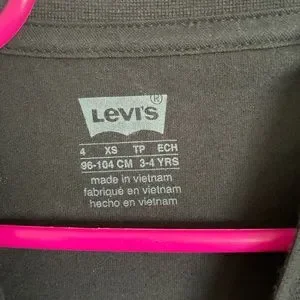 Levi's ®
4 XS TP ECH
96-104 CM 3-4 YRS
made in vietnam
fabriqué en vietnam
hecho en vietnam